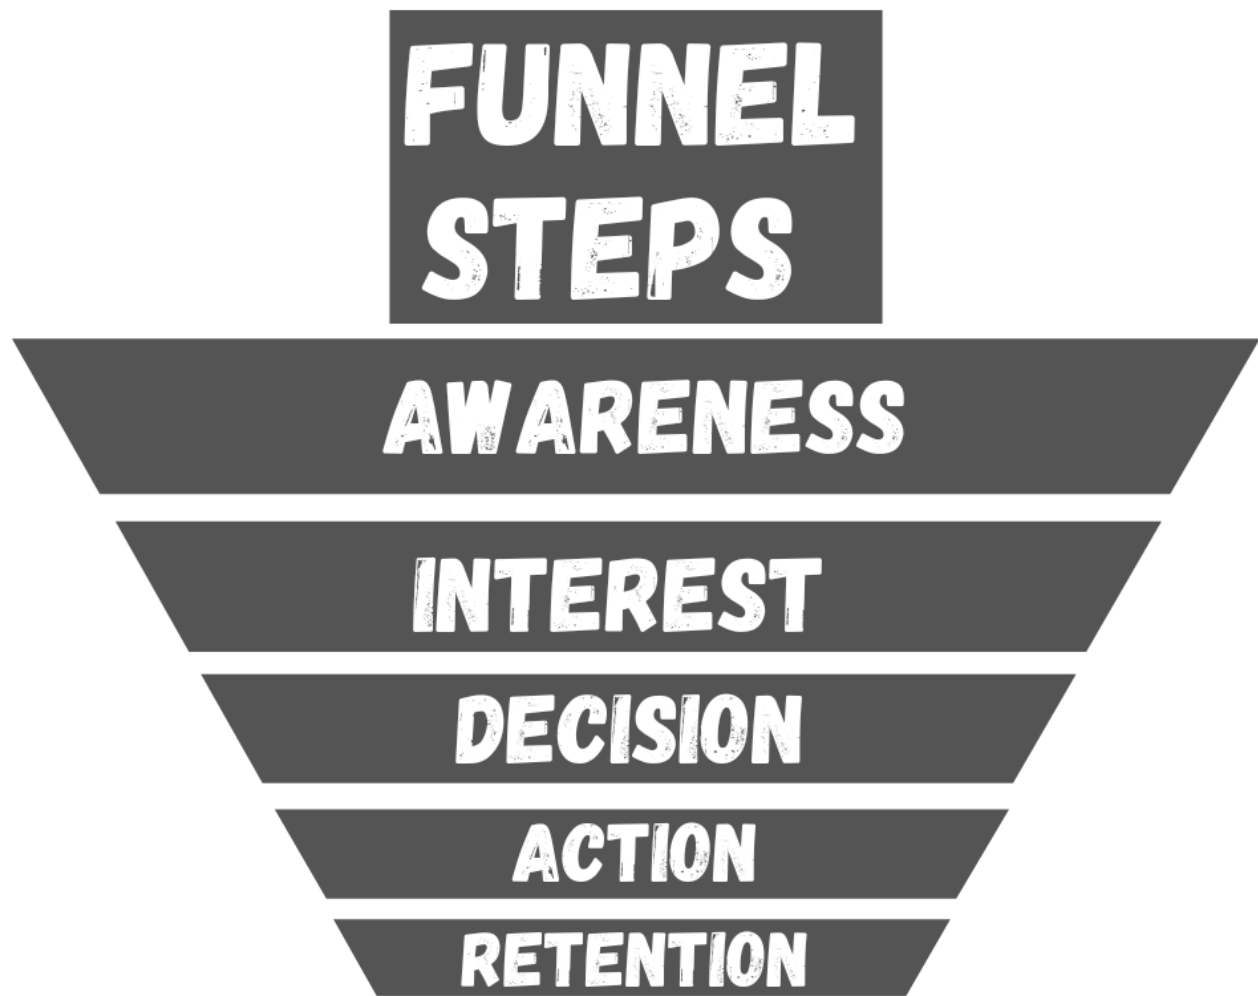 FUNNEL
STEPS
AWARENESS
INTEREST
DECISION
ACTION
RETENTION